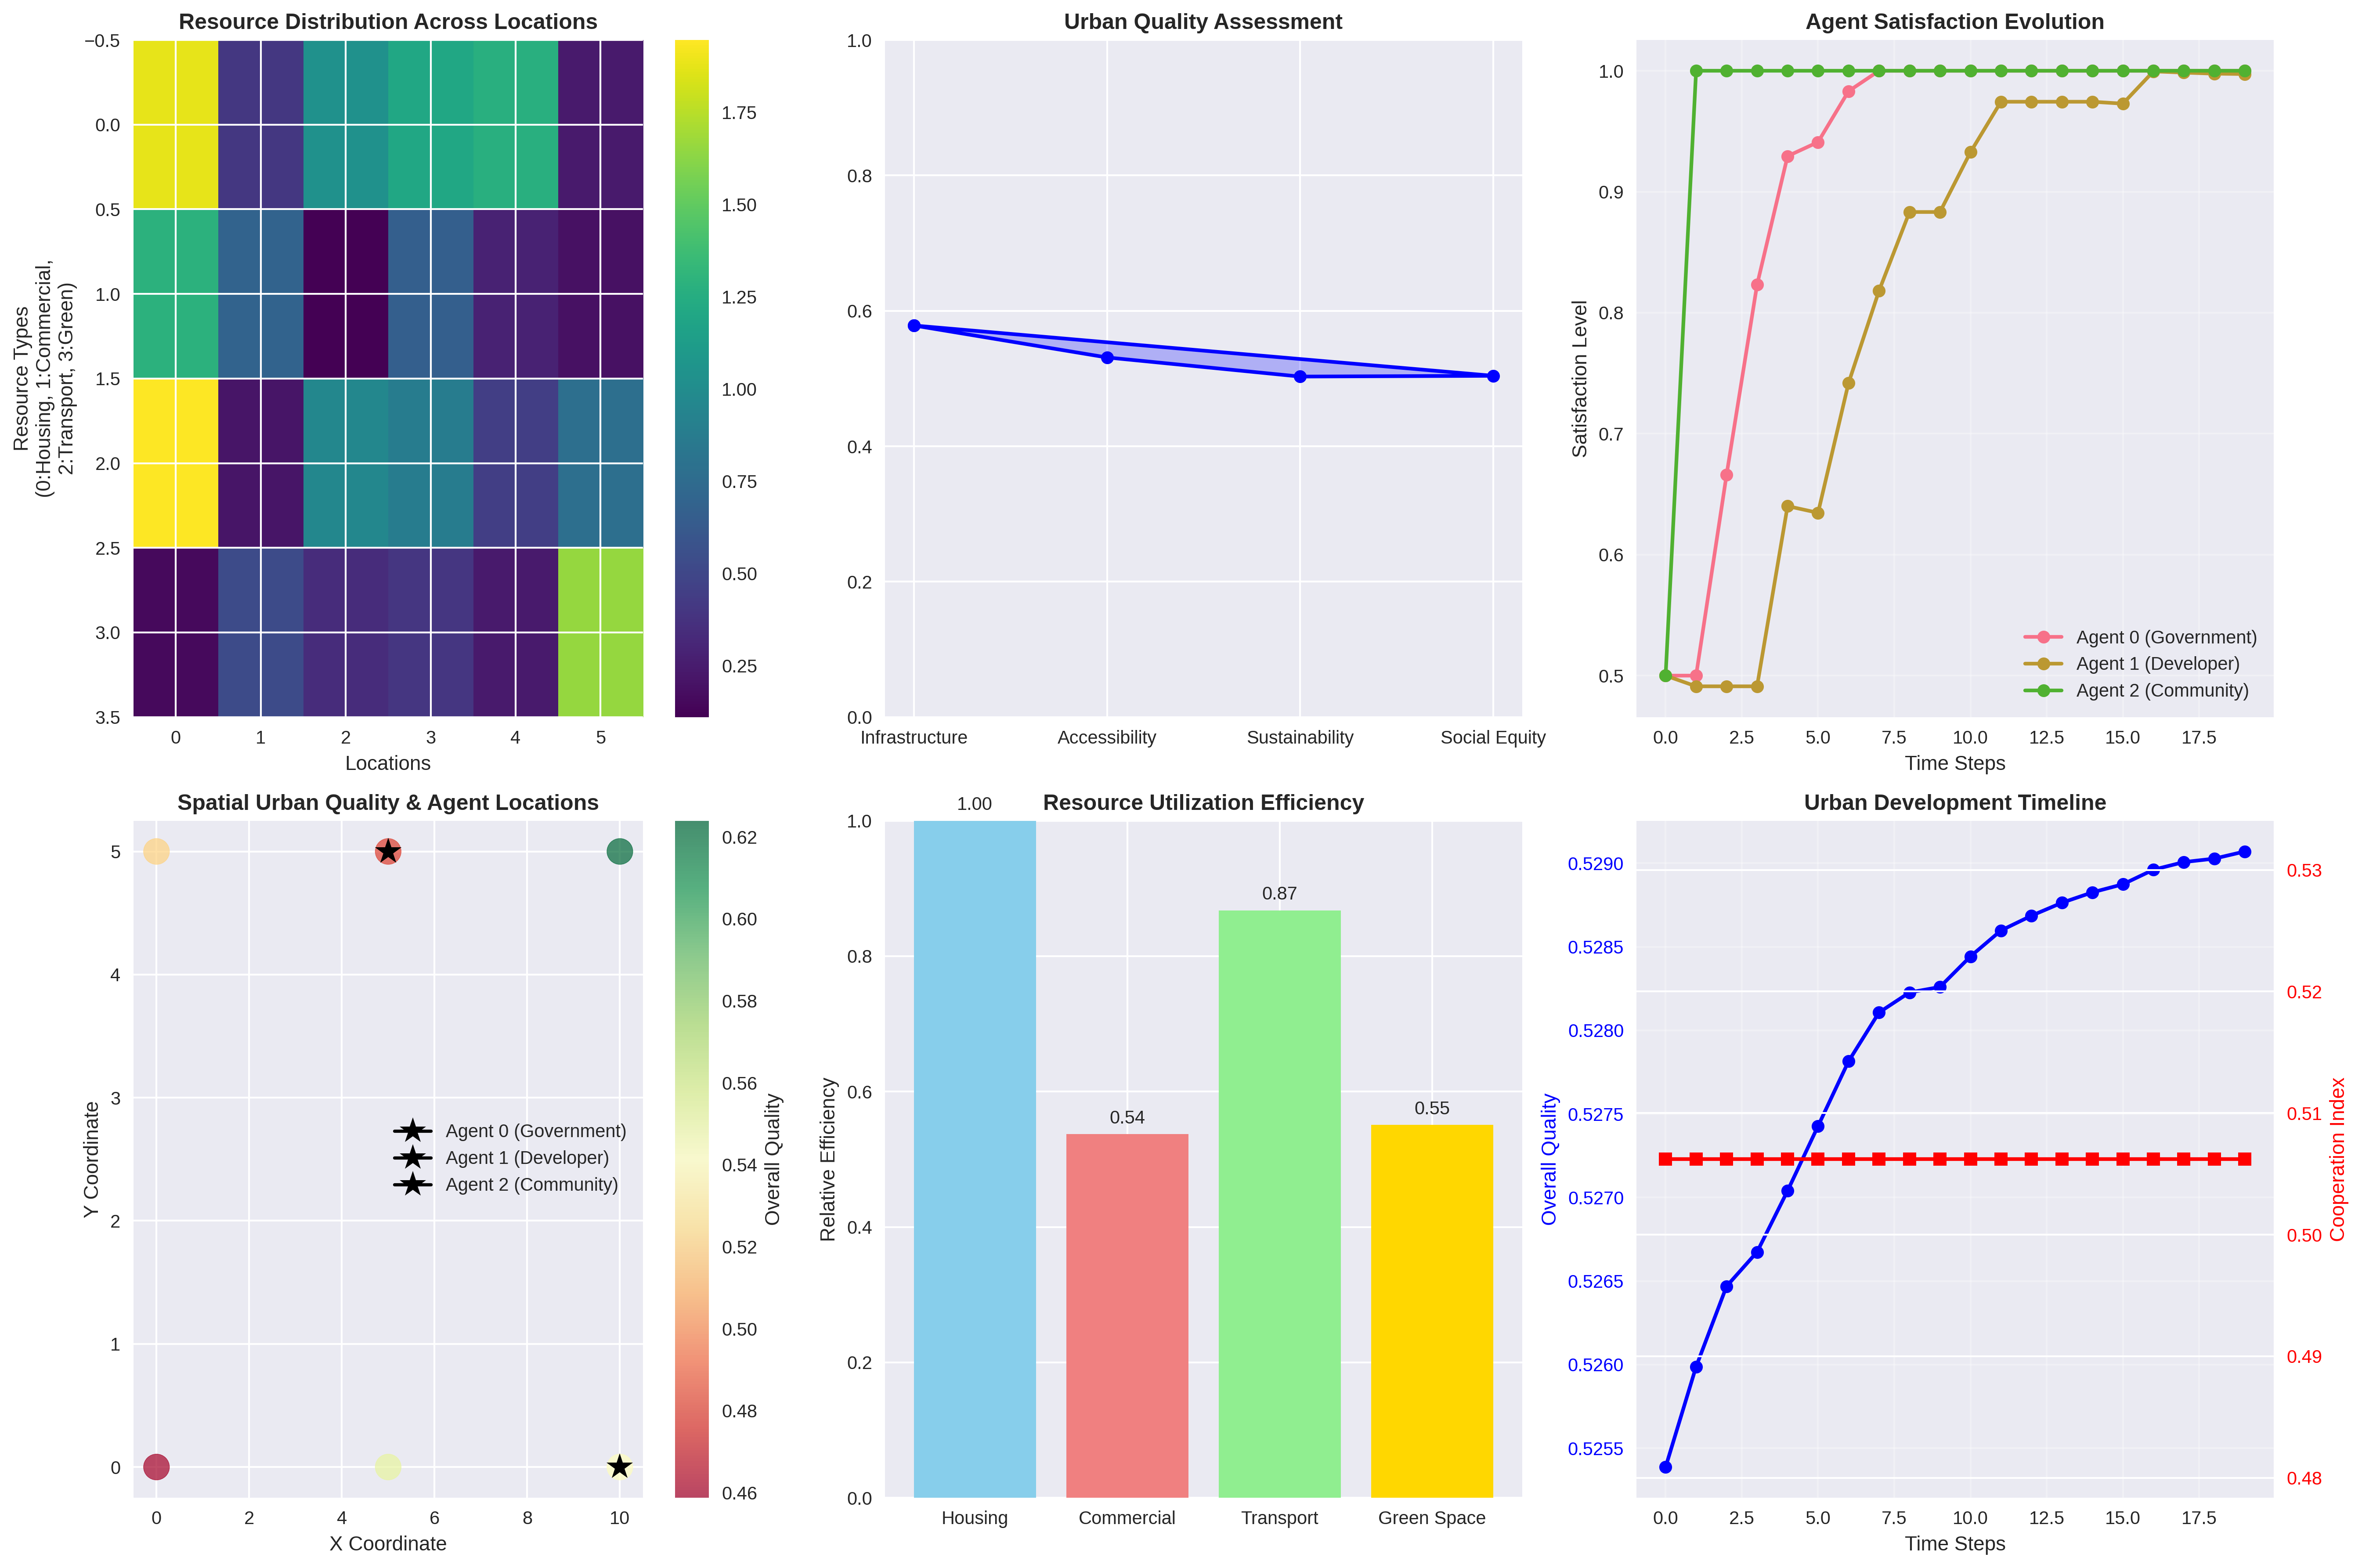 Resource Distribution Across Locations
−0.5
0.0
0.5
1.0
1.5
2.0
2.5
3.0
3.5
Resource Types
(0:Housing, 1:Commercial,
2:Transport, 3:Green)
0 1 2 3 4 5
Locations
1.75
1.50
1.25
1.00
0.75
0.50
0.25
Urban Quality Assessment
1.0
0.8
0.6
0.4
0.2
0.0
Infrastructure Accessibility Sustainability Social Equity
Agent Satisfaction Evolution
1.0
0.9
0.8
0.7
0.6
0.5
Satisfaction Level
Agent 0 (Government)
Agent 1 (Developer)
Agent 2 (Community)
0.0 2.5 5.0 7.5 10.0 12.5 15.0 17.5
Time Steps
Spatial Urban Quality & Agent Locations
5
4
3
2
1
0
Y Coordinate
Agent 0 (Government)
Agent 1 (Developer)
Agent 2 (Community)
0 2 4 6 8 10
X Coordinate
0.62
0.60
0.58
0.56
0.54
0.52
0.50
0.48
0.46
Overall Quality
Resource Utilization Efficiency
1.0
0.8
0.6
0.4
0.2
0.0
Relative Efficiency
1.00
0.54
0.87
0.55
Housing Commercial Transport Green Space
Urban Development Timeline
0.5290
0.5285
0.5280
0.5275
0.5270
0.5265
0.5260
0.5255
Overall Quality
0.53
0.52
0.51
0.50
0.49
0.48
Cooperation Index
0.0 2.5 5.0 7.5 10.0 12.5 15.0 17.5
Time Steps